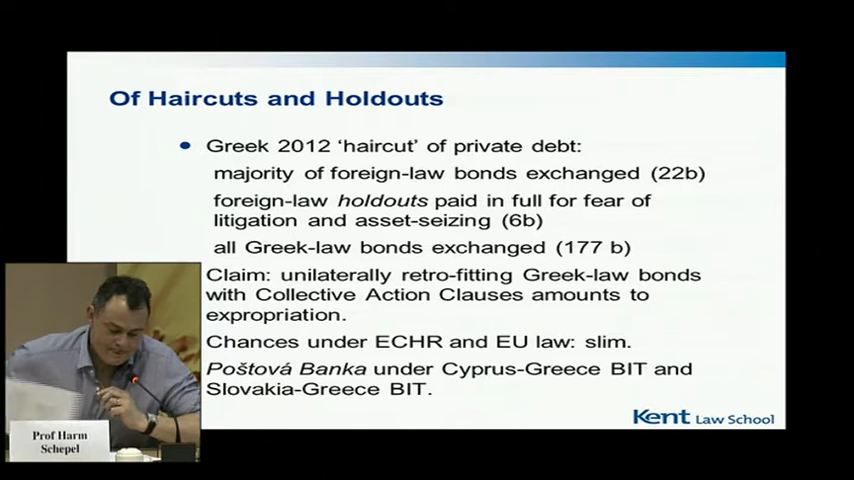 Of Haircuts and Holdouts
Greek 2012 ‘haircut’ of private debt:
majority of foreign-law bonds exchanged (22b)
foreign-law holdouts paid in full for fear of
litigation and asset-seizing (6b)
all Greek-law bonds exchanged (177 b)
Claim: unilaterally retro-fitting Greek-law bonds
with Collective Action Clauses amounts to
expropriation.
Chances under ECHR and EU law: slim.
Poštová Banka under Cyprus-Greece BIT and
Slovakia-Greece BIT.
Kent Law School
Prof Harm
Schepel